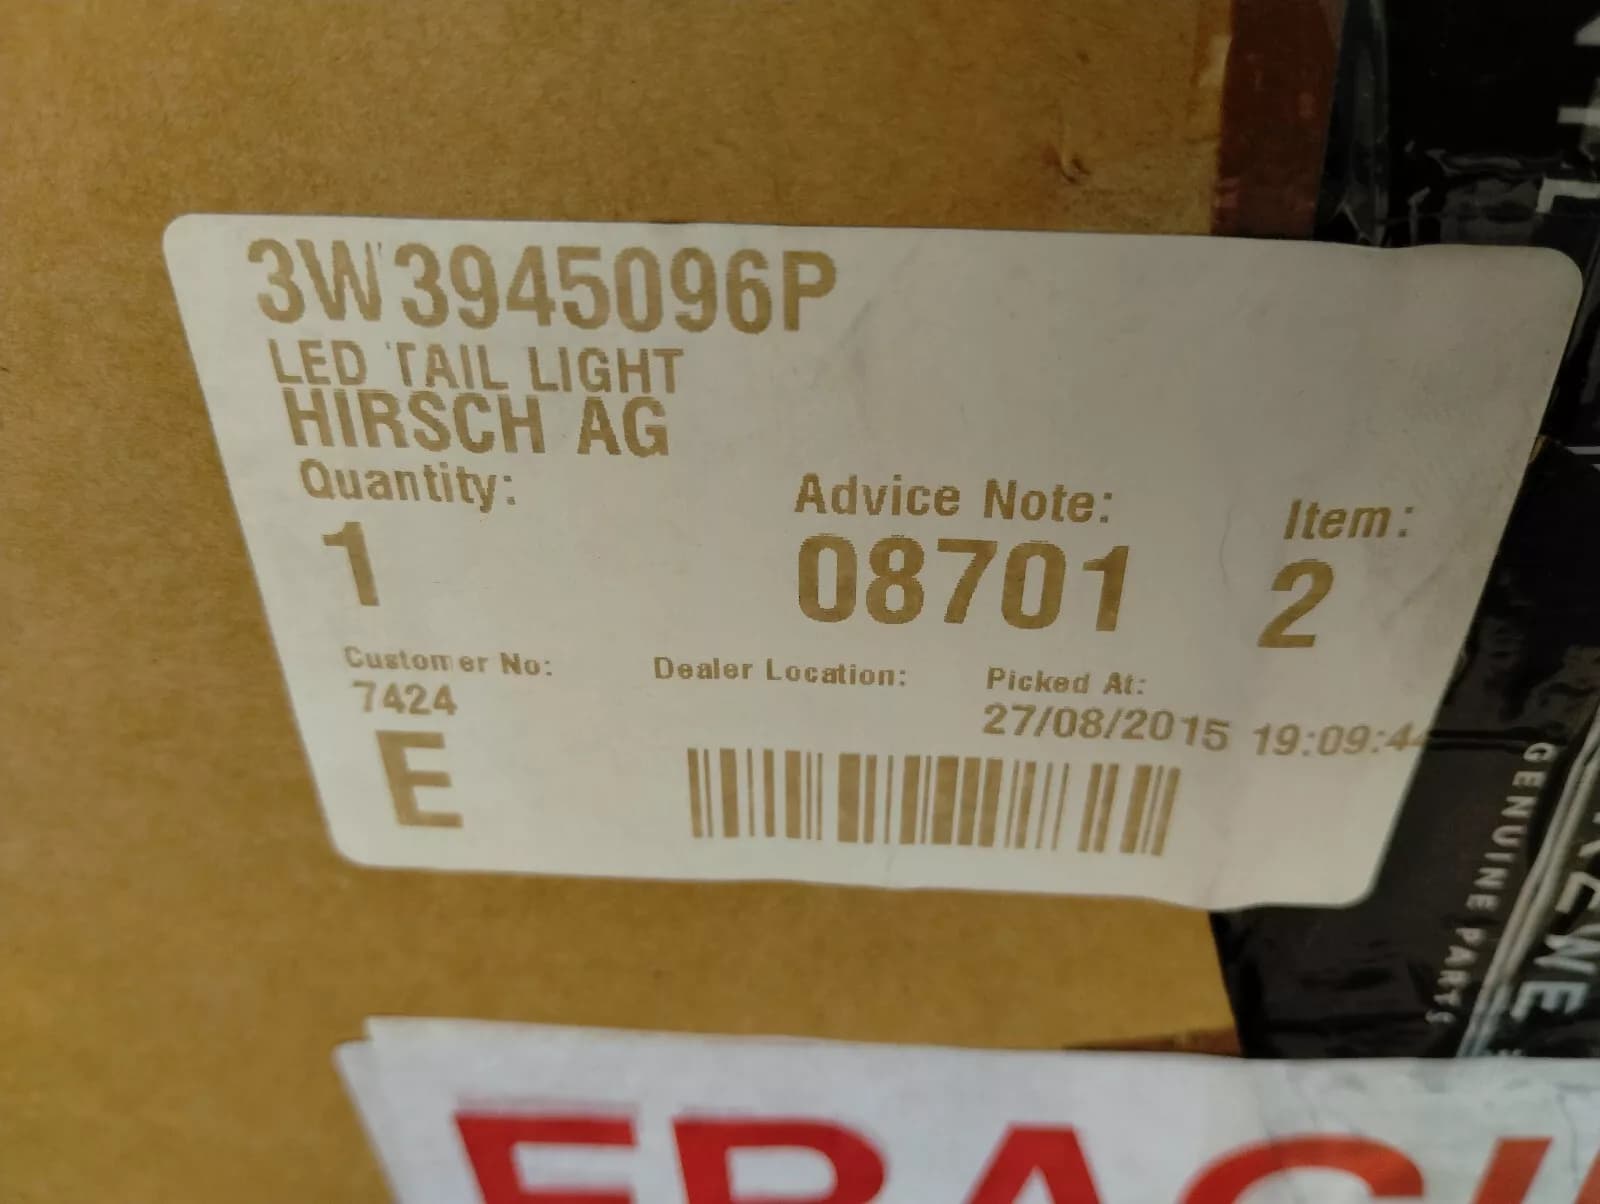 3W3945096P
LED TAIL LIGHT
HIRSCH AG
Quantity: Advice Note: Item:
1 08701 2
Customer No: Dealer Location: Picked At:
7424 27/08/2015 19:09:44
E
GENUINE PARTS